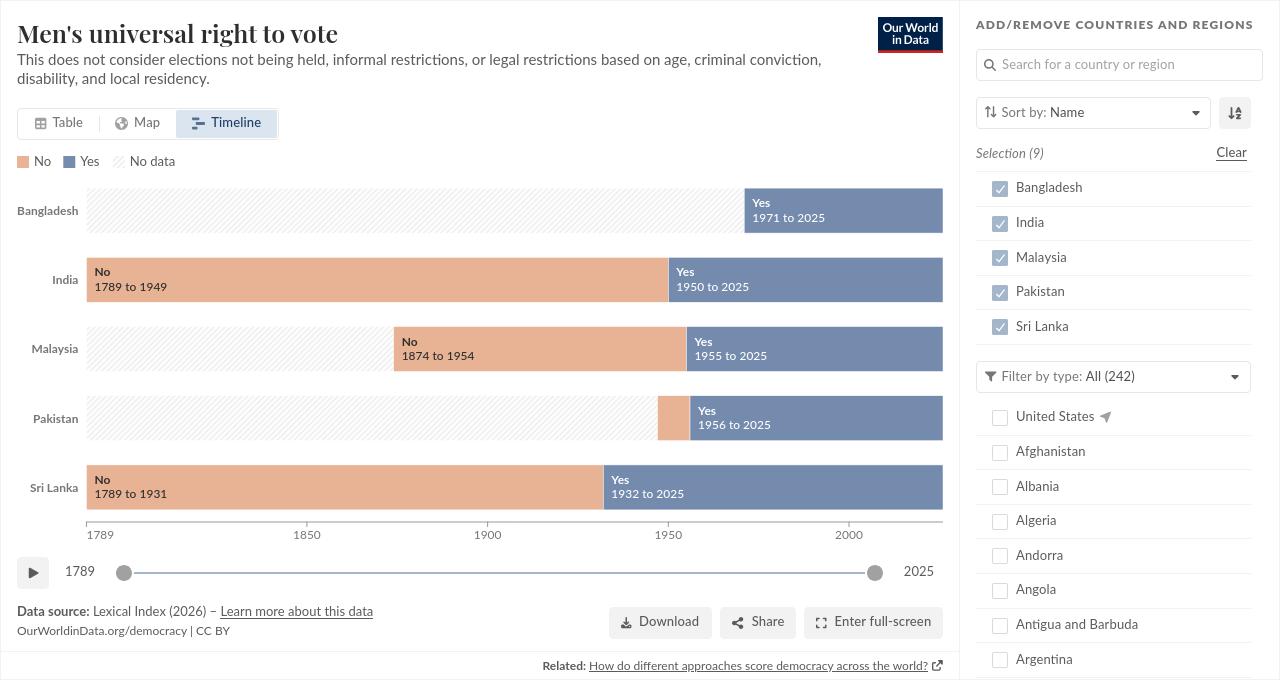 Men's universal right to vote
This does not consider elections not being held, informal restrictions, or legal restrictions based on age, criminal conviction,
disability, and local residency.
Our World
in Data
Table
Map
Timeline
No
Yes
No data
Bangladesh
Yes
1971 to 2025
India
No
1789 to 1949
Yes
1950 to 2025
Malaysia
No
1874 to 1954
Yes
1955 to 2025
Pakistan
Yes
1956 to 2025
Sri Lanka
No
1789 to 1931
Yes
1932 to 2025
1789
1850
1900
1950
2000
1789
2025
Data source: Lexical Index (2026) – Learn more about this data
OurWorldinData.org/democracy | CC BY
Download
Share
Enter full-screen
Related: How do different approaches score democracy across the world?
ADD/REMOVE COUNTRIES AND REGIONS
Search for a country or region
Sort by: Name
Selection (9)
Clear
Bangladesh
India
Malaysia
Pakistan
Sri Lanka
Filter by type: All (242)
United States
Afghanistan
Albania
Algeria
Andorra
Angola
Antigua and Barbuda
Argentina